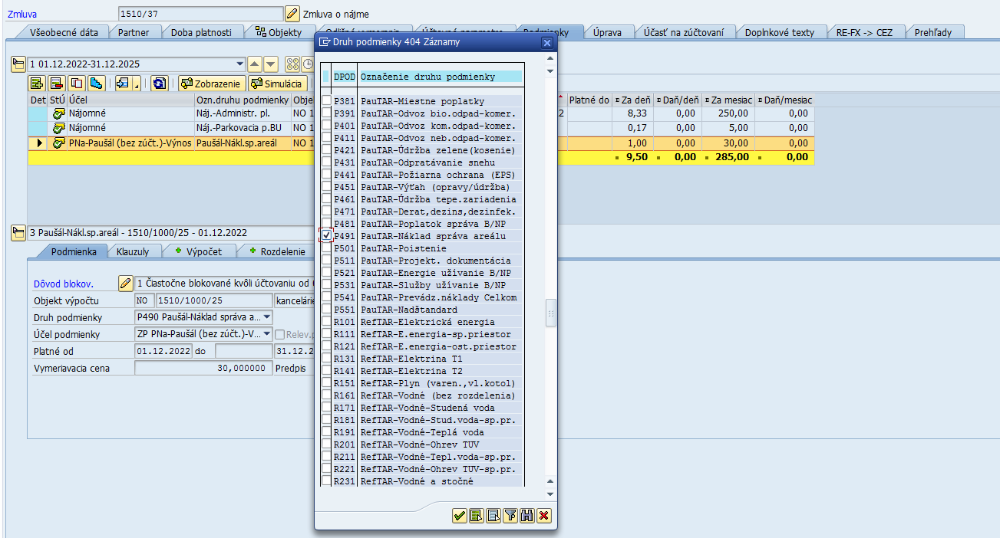 Zmluva 1510/37 Zmluva o nájme
Všeobecné dáta Partner Doba platnosti Objekty Podmienky Úprava Účasť na zúčtovaní Doplnkové texty RE-FX -> CEZ Prehľady
Druh podmienky 404 Záznamy
1 01.12.2022-31.12.2025
Zobrazenie Simulácia
Det StÚ Účel Ozn.druhu podmienky Obje Platné do Za deň Daň/deň Za mesiac Daň/mesiac
Nájomné Náj.-Administr. pl. NO 1 2 8,33 0,00 250,00 0,00
Nájomné Náj.-Parkovacia p.BU NO 1 0,17 5,00 0,00
PNa-Paušál (bez zúčt.)-Výnos Paušál-Nákl.sp.areál NO 1 1,00 0,00 30,00 0,00
9,50 0,00 285,00 0,00
3 Paušál-Nákl.sp.areál - 1510/1000/25 - 01.12.2022
Podmienka Klauzuly Výpočet Rozdelenie
Dôvod blokov. 1 Čiastočne blokované kvôli účtovaniu od
Objekt výpočtu NO 1510/1000/25 kancelárie
Druh podmienky P490 Paušál-Náklad správa a...
Účel podmienky ZP PNa-Paušál (bez zúčt.)-V... Relev.
Platné od 01.12.2022 do 31.12.2
Vymeriavacia cena 30,000000 Predpis
DPOD Označenie druhu podmienky
P381 PauTAR-Miestne poplatky
P391 PauTAR-Odvoz bio.odpad-komer.
P401 PauTAR-Odvoz kom.odpad-komer.
P411 PauTAR-Odvoz neb.odpad-komer.
P421 PauTAR-Údržba zelene(kosenie)
P431 PauTAR-Odpratávanie snehu
P441 PauTAR-Požiarna ochrana (EPS)
P451 PauTAR-Výťah (opravy/údržba)
P461 PauTAR-Údržba tepe.zariadenia
P471 PauTAR-Derat,dezins,dezinfek.
P481 PauTAR-Poplatok správa B/NP
P491 PauTAR-Náklad správa areálu
P501 PauTAR-Poistenie
P511 PauTAR-Projekt. dokumentácia
P521 PauTAR-Energie užívanie B/NP
P531 PauTAR-Služby užívanie B/NP
P541 PauTAR-Prevádz.náklady Celkom
P551 PauTAR-Nadštandard
R101 RefTAR-Elektrická energia
R111 RefTAR-E.energia-sp.priestor
R121 RefTAR-E.energia-ost.priestor
R131 RefTAR-Elektrina T1
R141 RefTAR-Elektrina T2
R151 RefTAR-Plyn (varen.,vl.kotol)
R161 RefTAR-Vodné (bez rozdelenia)
R171 RefTAR-Vodné-Studená voda
R181 RefTAR-Vodné-Stud.voda-sp.pr.
R191 RefTAR-Vodné-Teplá voda
R201 RefTAR-Vodné-Ohrev TUV
R211 RefTAR-Vodné-Tepl.voda-sp.pr.
R221 RefTAR-Vodné-Ohrev TUV-sp.pr.
R231 RefTAR-Vodné a stočné